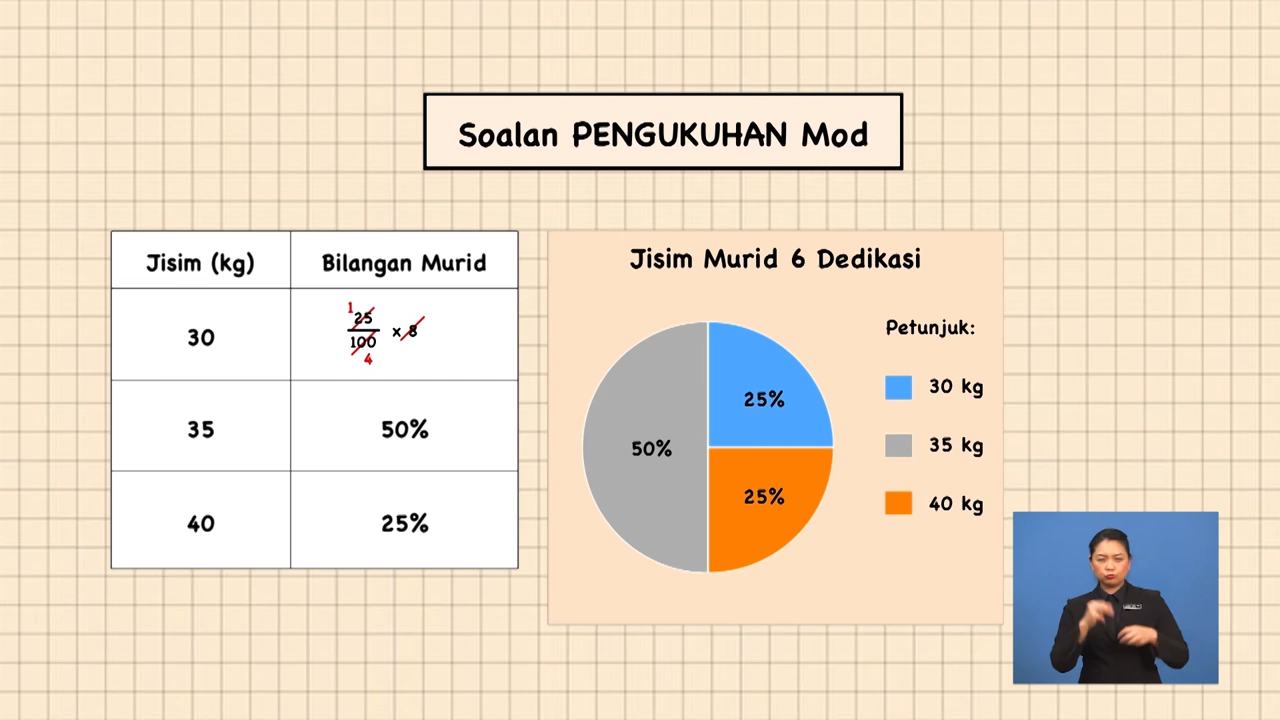 Soalan PENGUKUHAN Mod
Jisim (kg) Bilangan Murid
30 25/100 × 8
1
4
35 50%
40 25%
Jisim Murid 6 Dedikasi
50%
25%
25%
Petunjuk:
30 kg
35 kg
40 kg